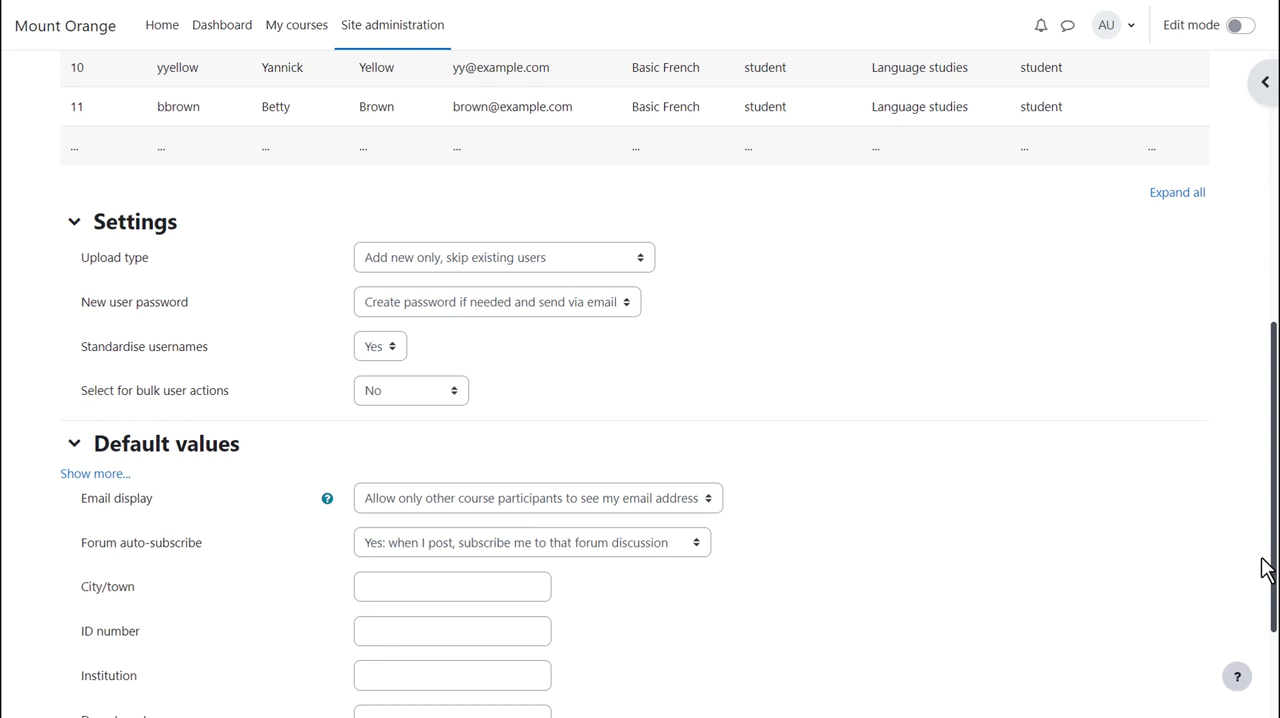 Mount Orange Home Dashboard My courses Site administration AU Edit mode
10 yyellow Yannick Yellow yy@example.com Basic French student Language studies student
11 bbrown Betty Brown brown@example.com Basic French student Language studies student
... ... ... ... ... ... ... ... ... ...
Expand all
Settings
Upload type Add new only, skip existing users
New user password Create password if needed and send via email
Standardise usernames Yes
Select for bulk user actions No
Default values
Show more...
Email display ? Allow only other course participants to see my email address
Forum auto-subscribe Yes: when I post, subscribe me to that forum discussion
City/town
ID number
Institution
?